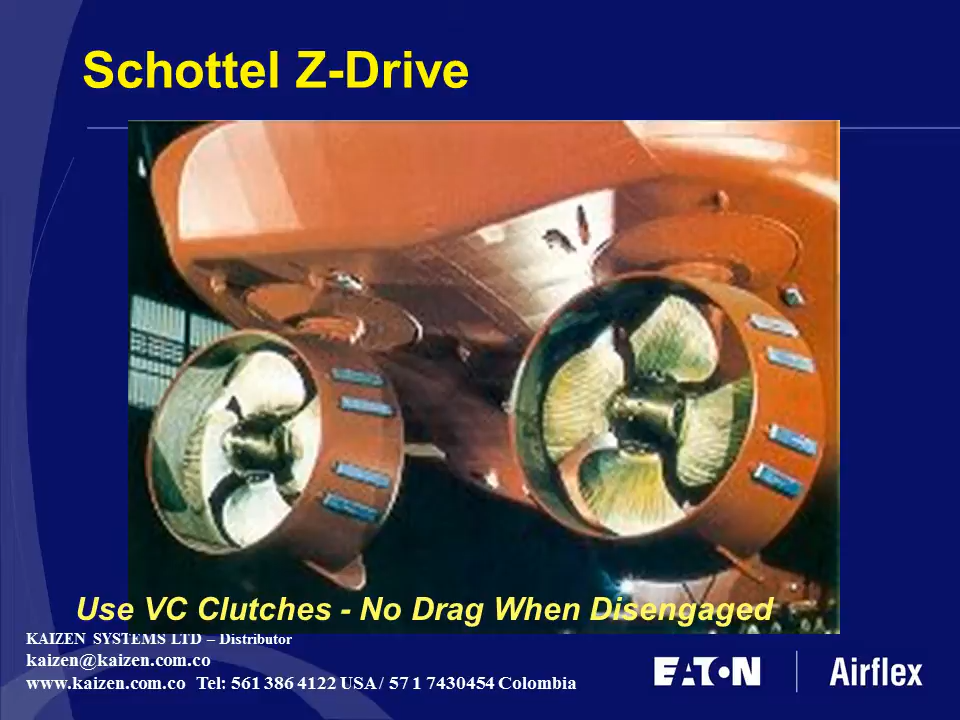 Schottel Z-Drive
Use VC Clutches - No Drag When Disengaged
KAIZEN SYSTEMS LTD – Distributor
kaizen@kaizen.com.co
www.kaizen.com.co Tel: 561 386 4122 USA / 57 1 7430454 Colombia
EATON | Airflex